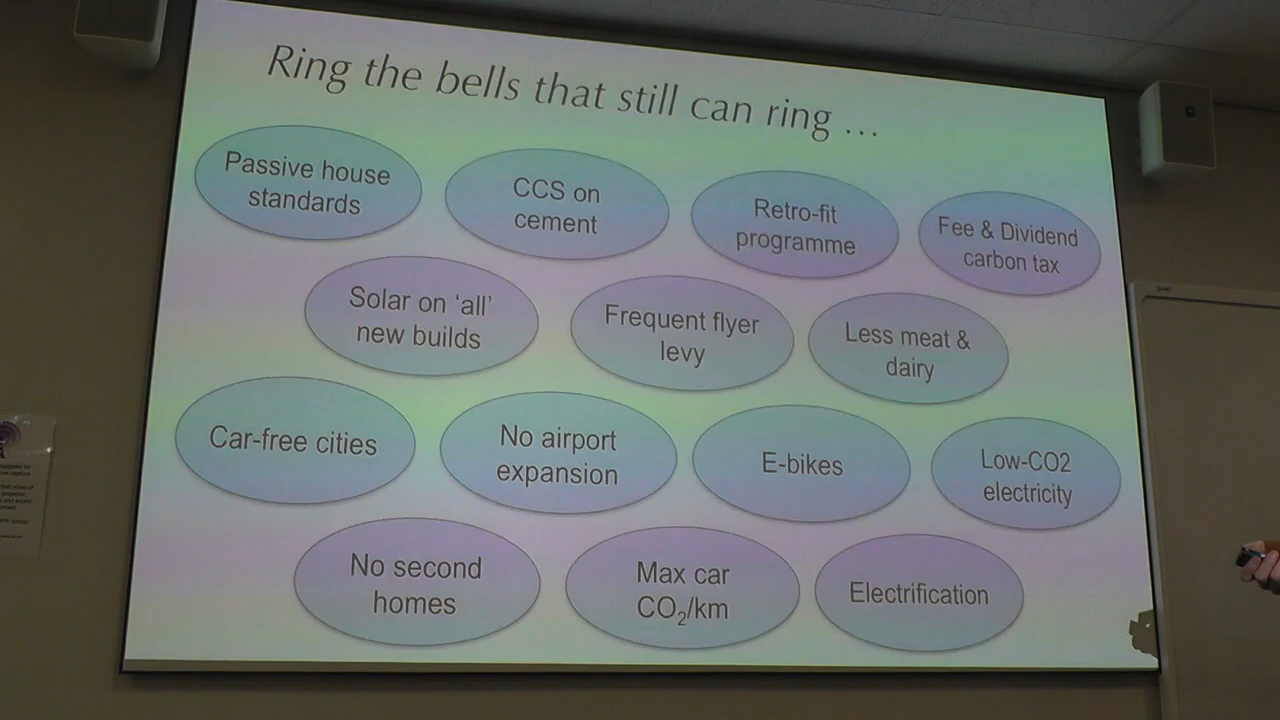 Ring the bells that still can ring ...
Passive house
standards
CCS on
cement
Retro-fit
programme
Fee & Dividend
carbon tax
Solar on ‘all’
new builds
Frequent flyer
levy
Less meat &
dairy
Car-free cities
No airport
expansion
E-bikes
Low-CO2
electricity
No second
homes
Max car
CO₂/km
Electrification